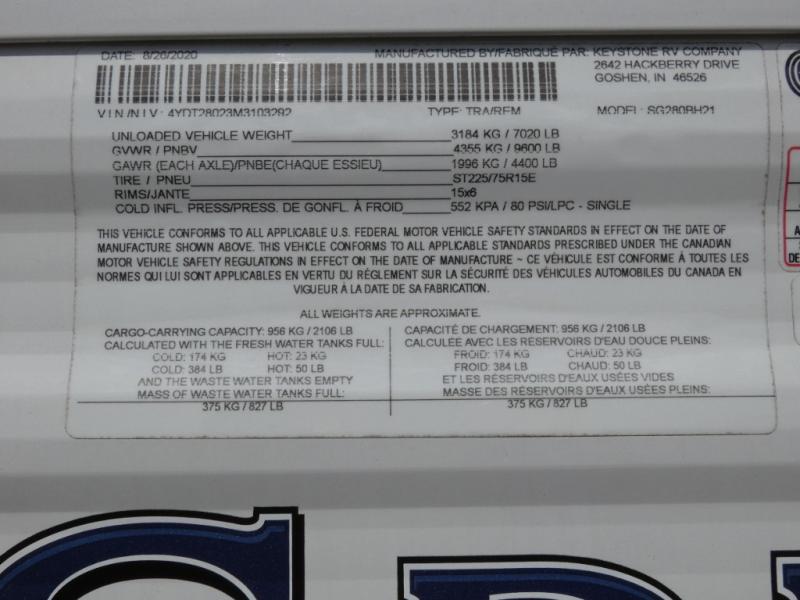 DATE: 8/26/2020
MANUFACTURED BY/FABRIQUÉ PAR: KEYSTONE RV COMPANY
2642 HACKBERRY DRIVE
GOSHEN, IN 46526
V I N / N I V : 4YDT28023M3103292 TYPE: TRA/REM MODEL: SG280BH21
UNLOADED VEHICLE WEIGHT 3184 KG / 7020 LB
GVWR / PNBV 4355 KG / 9600 LB
GAWR (EACH AXLE)/PNBE(CHAQUE ESSIEU) 1996 KG / 4400 LB
TIRE / PNEU ST225/75R15E
RIMS/JANTE 15x6
COLD INFL. PRESS/PRESS. DE GONFL. À FROID 552 KPA / 80 PSI/LPC - SINGLE
THIS VEHICLE CONFORMS TO ALL APPLICABLE U.S. FEDERAL MOTOR VEHICLE SAFETY STANDARDS IN EFFECT ON THE DATE OF
MANUFACTURE SHOWN ABOVE. THIS VEHICLE CONFORMS TO ALL APPLICABLE STANDARDS PRESCRIBED UNDER THE CANADIAN
MOTOR VEHICLE SAFETY REGULATIONS IN EFFECT ON THE DATE OF MANUFACTURE ~ CE VÉHICULE EST CONFORME À TOUTES LES
NORMES QUI LUI SONT APPLICABLES EN VERTU DU RÉGLEMENT SUR LA SÉCURITÉ DES VÉHICULES AUTOMOBILES DU CANADA EN
VIGUEUR À LA DATE DE SA FABRICATION.
ALL WEIGHTS ARE APPROXIMATE.
CARGO-CARRYING CAPACITY: 956 KG / 2106 LB
CALCULATED WITH THE FRESH WATER TANKS FULL:
COLD: 174 KG HOT: 23 KG
COLD: 384 LB HOT: 50 LB
AND THE WASTE WATER TANKS EMPTY
MASS OF WASTE WATER TANKS FULL:
375 KG / 827 LB
CAPACITÉ DE CHARGEMENT: 956 KG / 2106 LB
CALCULÉE AVEC LES RÉSERVOIRS D'EAU DOUCE PLEINS:
FROID: 174 KG CHAUD: 23 KG
FROID: 384 LB CHAUD: 50 LB
ET LES RÉSERVOIRS D'EAUX USÉES VIDES
MASSE DES RÉSERVOIRS D'EAUX USÉES PLEINS:
375 KG / 827 LB